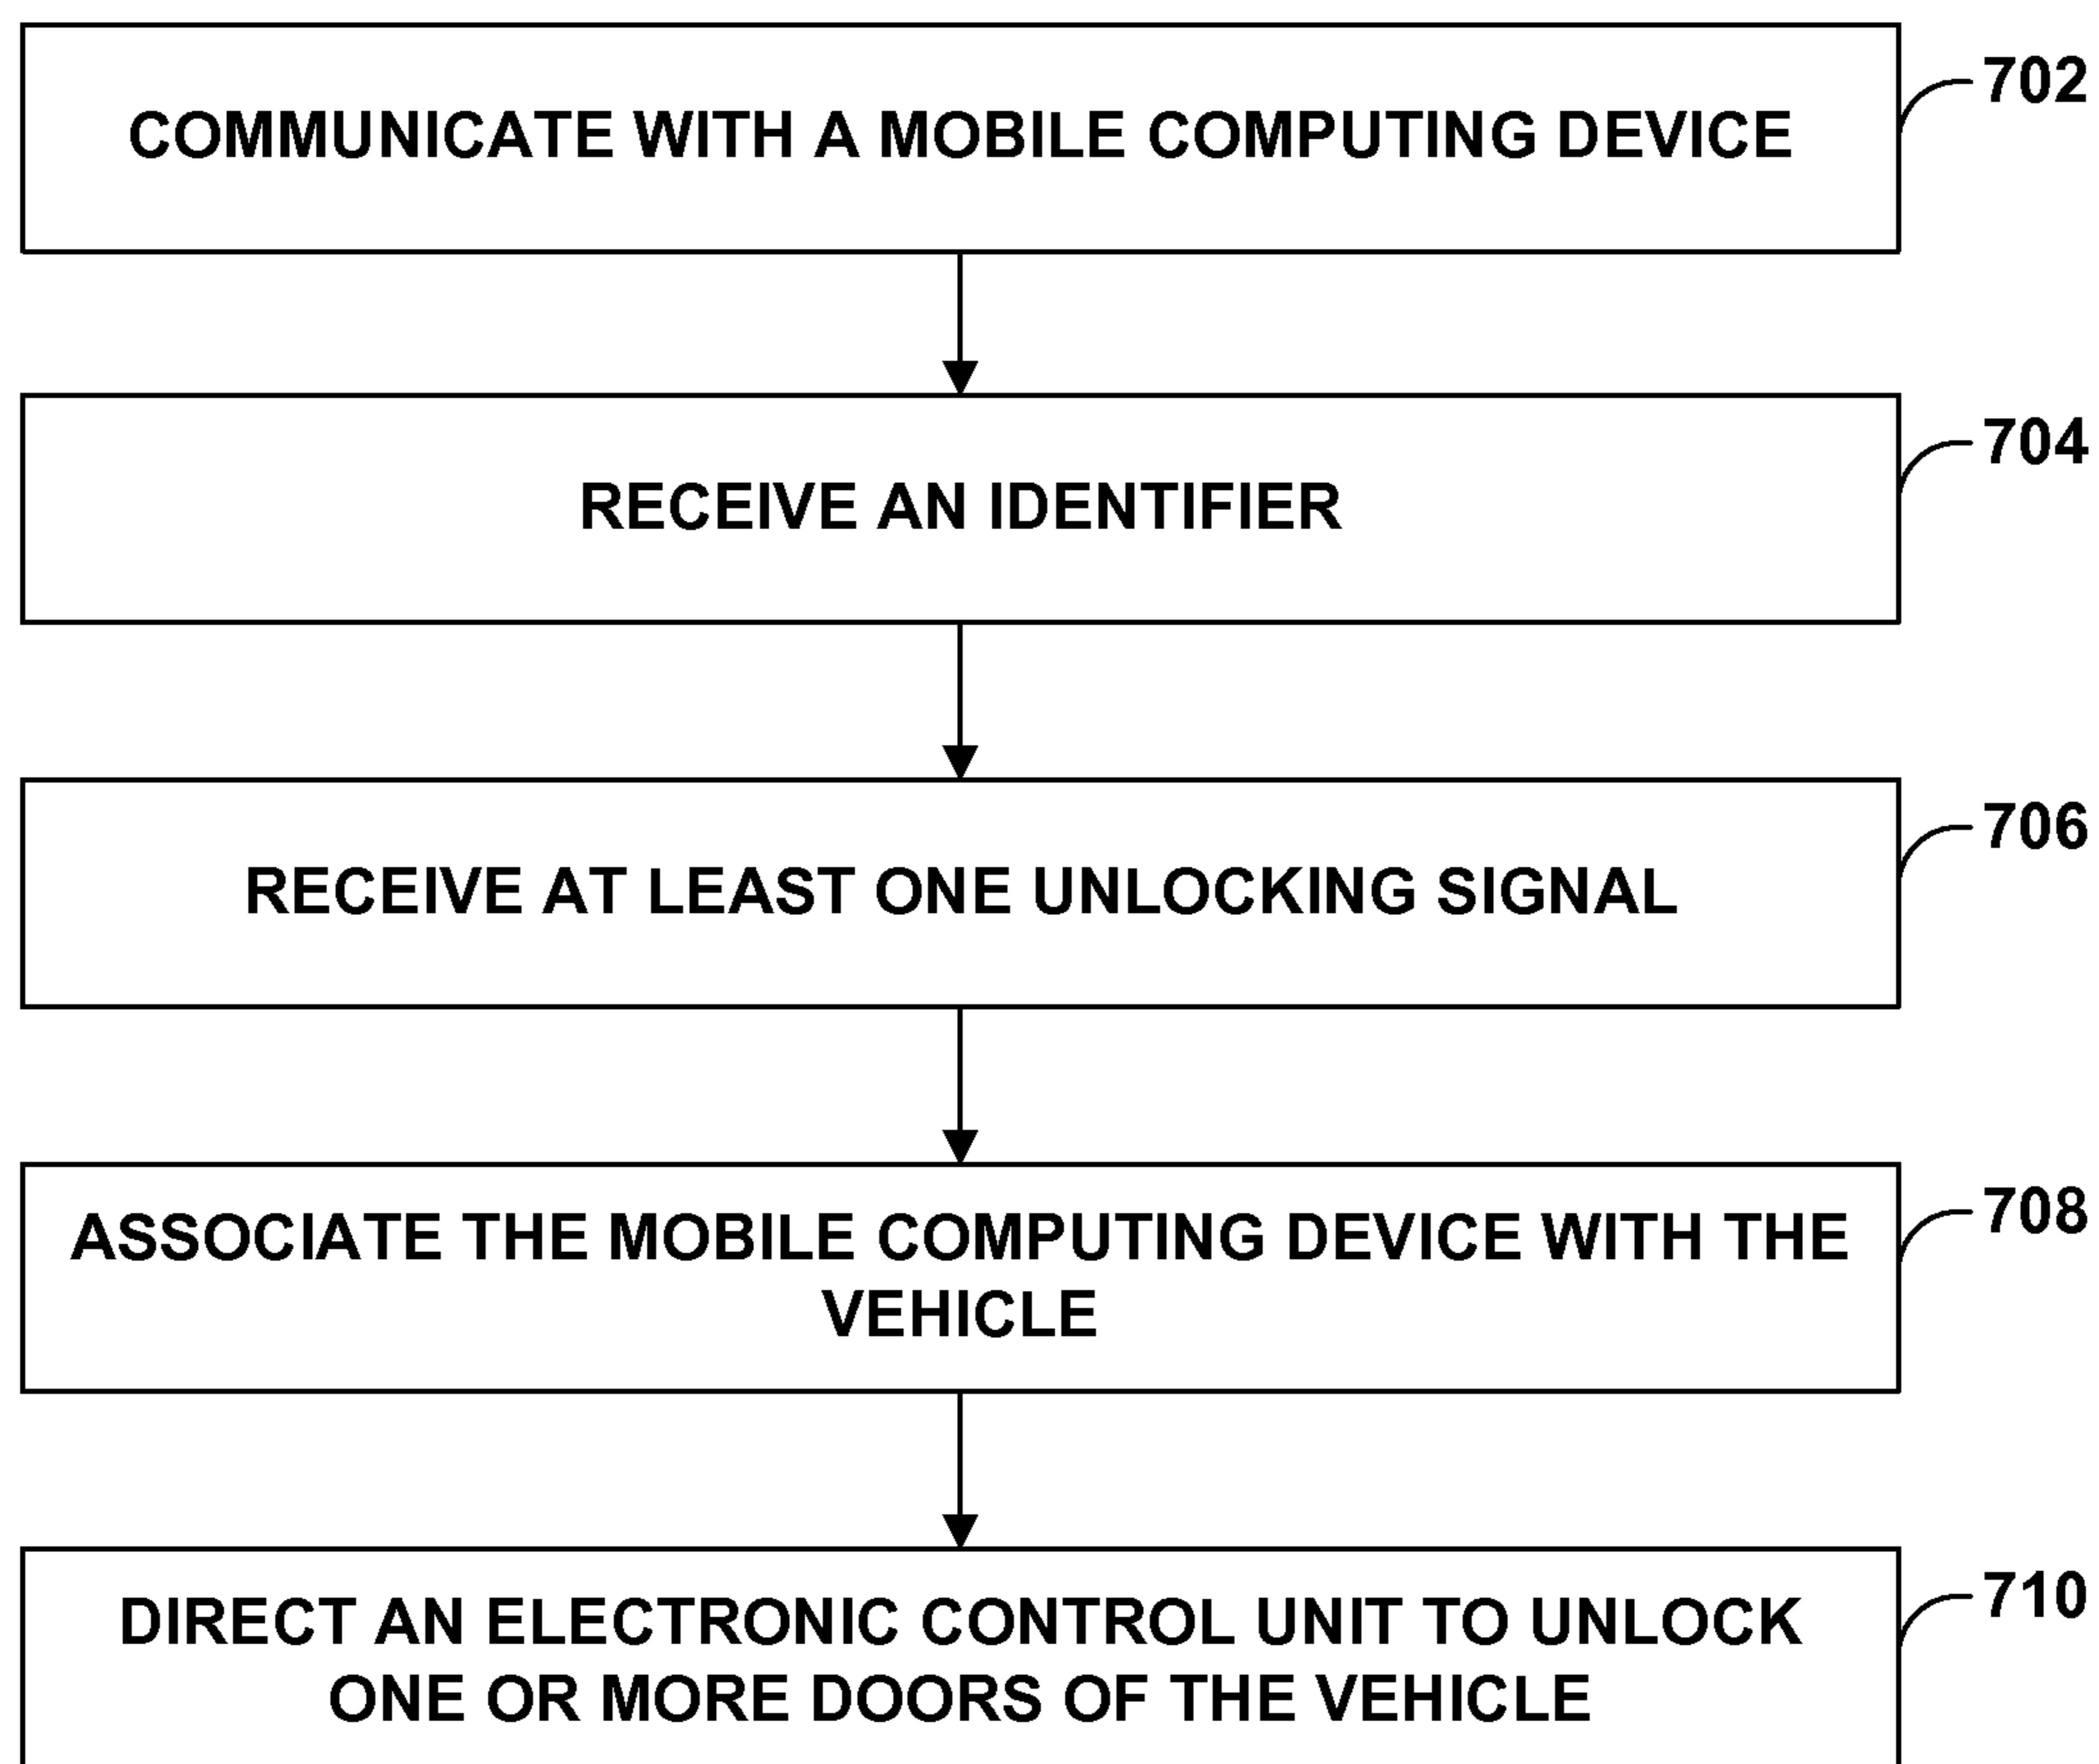 COMMUNICATE WITH A MOBILE COMPUTING DEVICE
702
RECEIVE AN IDENTIFIER
704
RECEIVE AT LEAST ONE UNLOCKING SIGNAL
706
ASSOCIATE THE MOBILE COMPUTING DEVICE WITH THE
VEHICLE
708
DIRECT AN ELECTRONIC CONTROL UNIT TO UNLOCK
ONE OR MORE DOORS OF THE VEHICLE
710